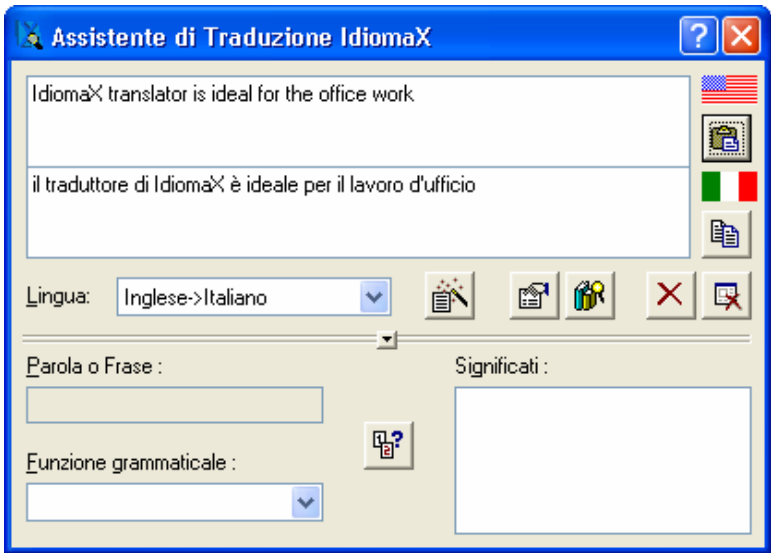 Assistente di Traduzione IdiomaX
IdiomaX translator is ideal for the office work
il traduttore di IdiomaX è ideale per il lavoro d'ufficio
Lingua: Inglese->Italiano
Parola o Frase :
Significati :
Funzione grammaticale :